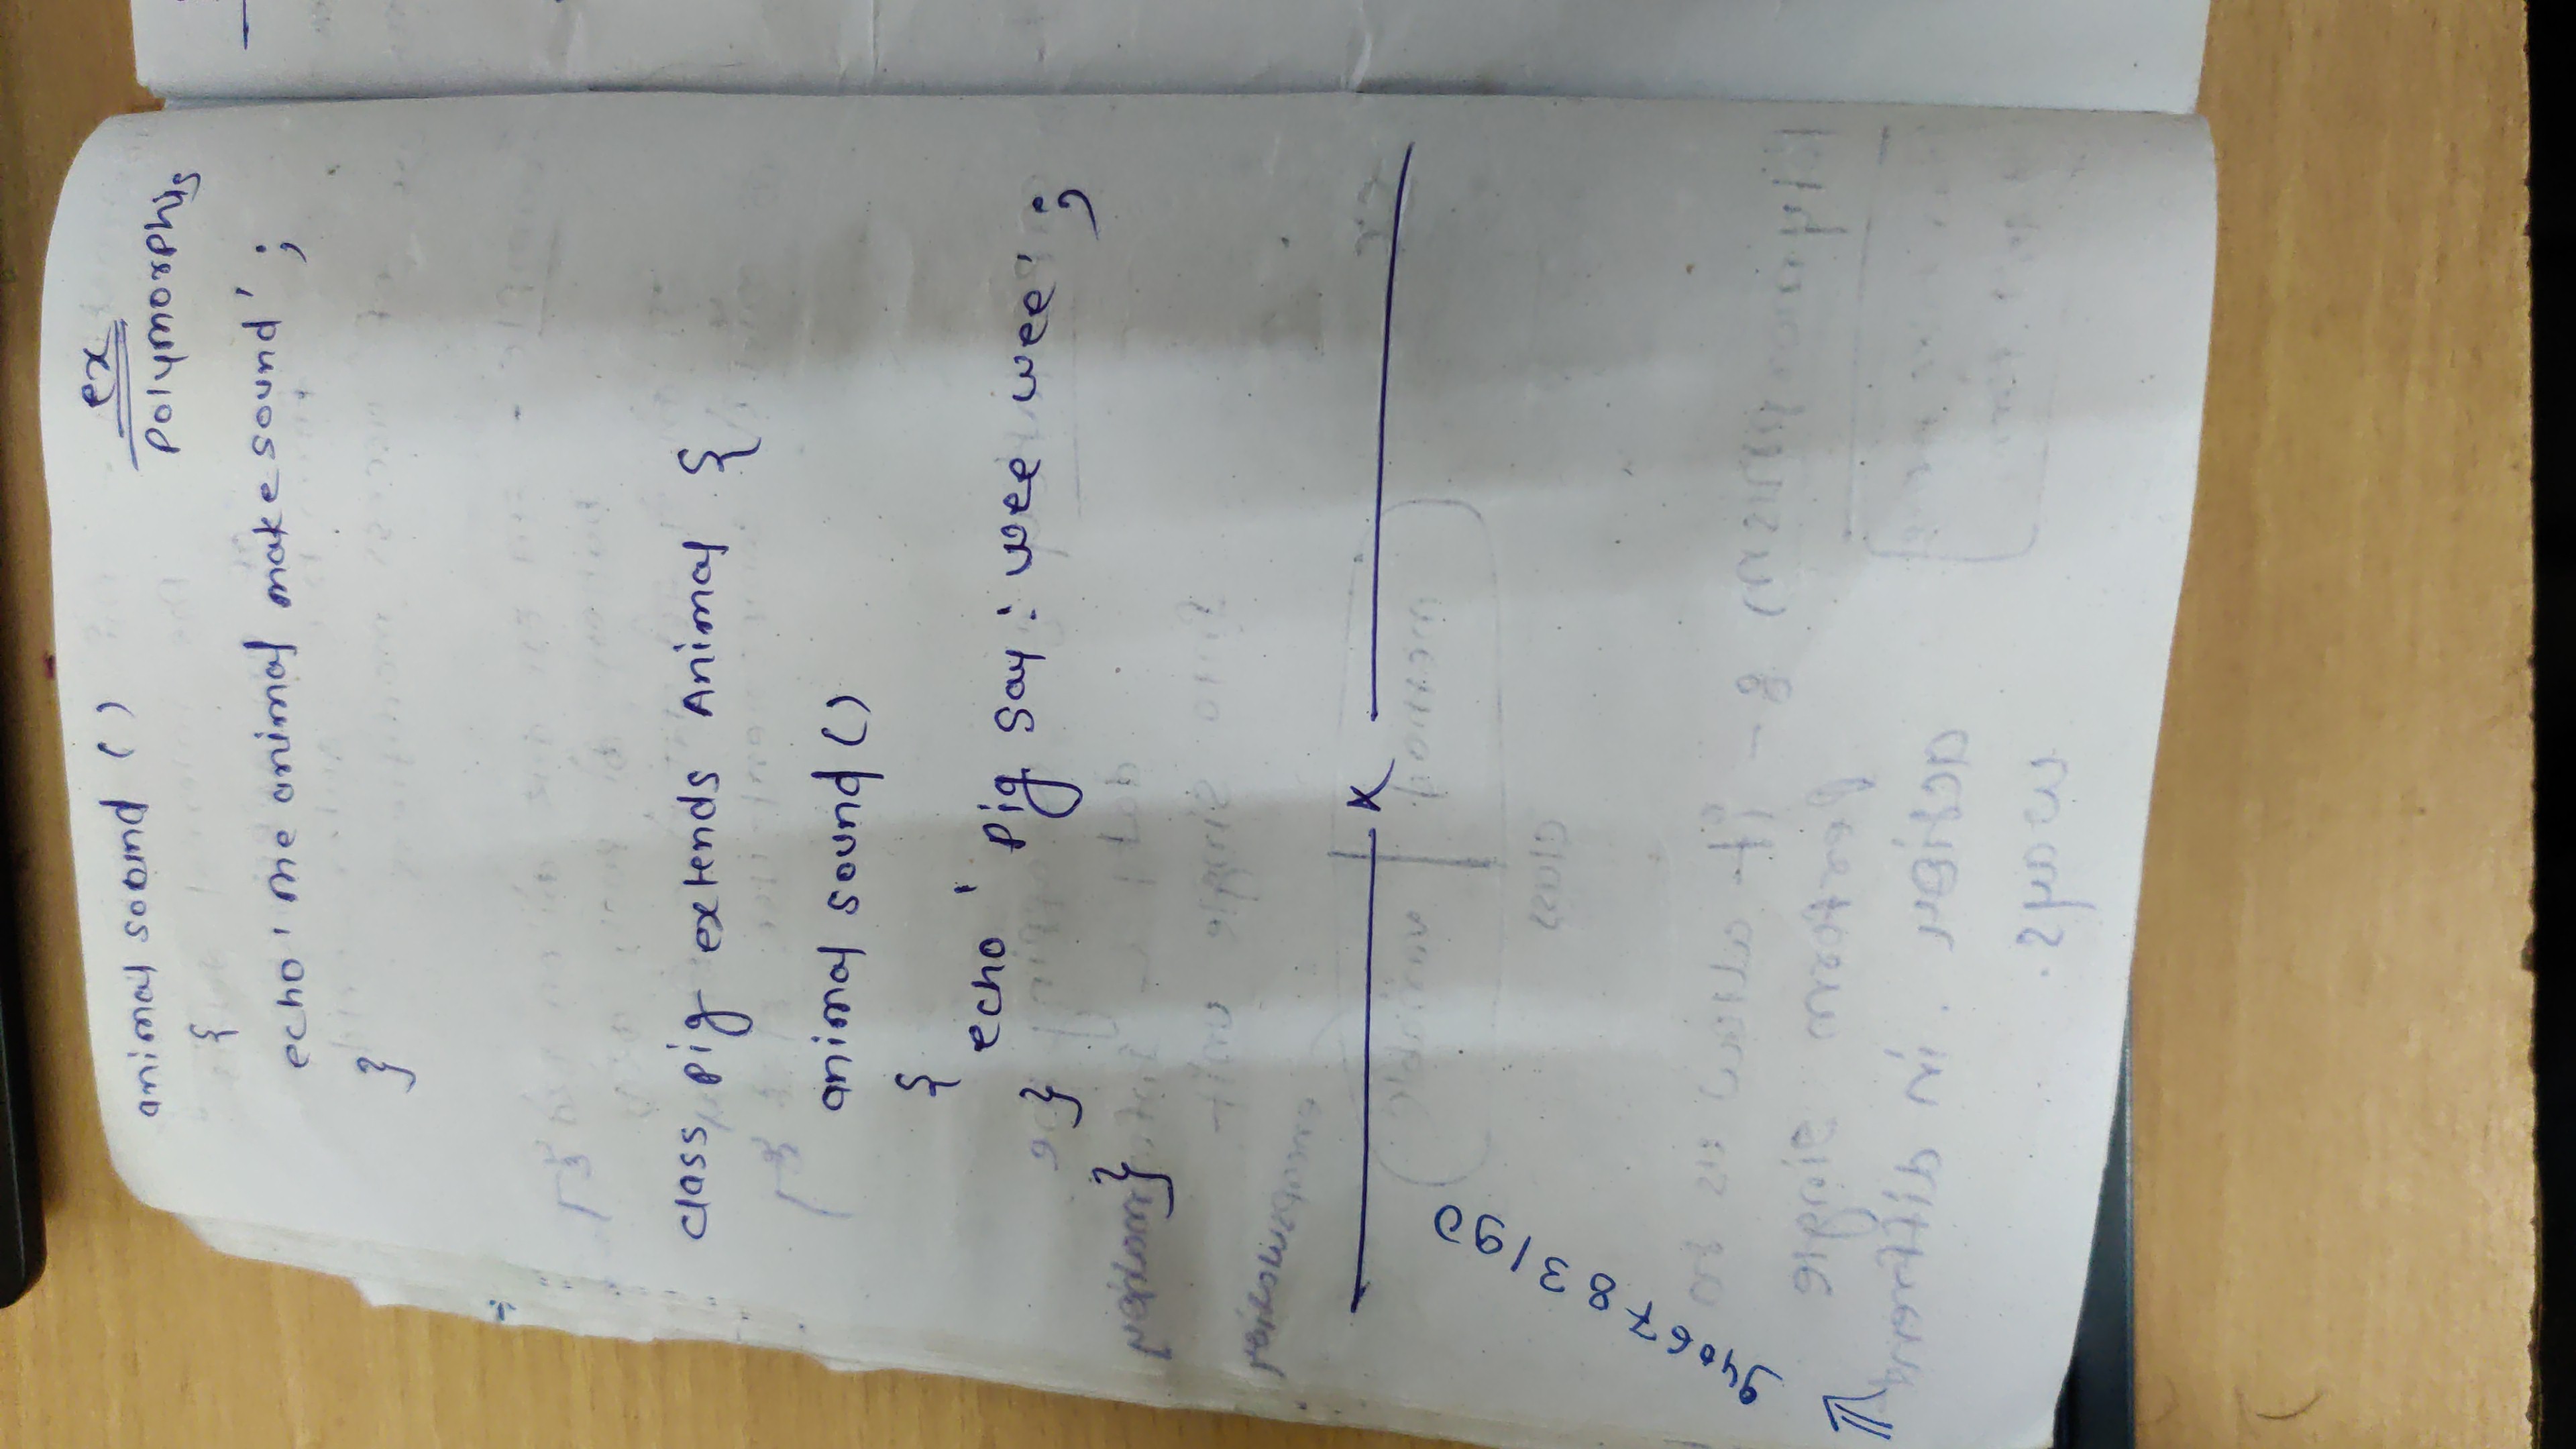 ex
animal sound ()
Polymorphis
{
echo 'The animal make sound' ;
}
class pig extends Animal {
animal sound ()
{
echo ' Pig say : wee wee' ;
}
}
x
9406783190